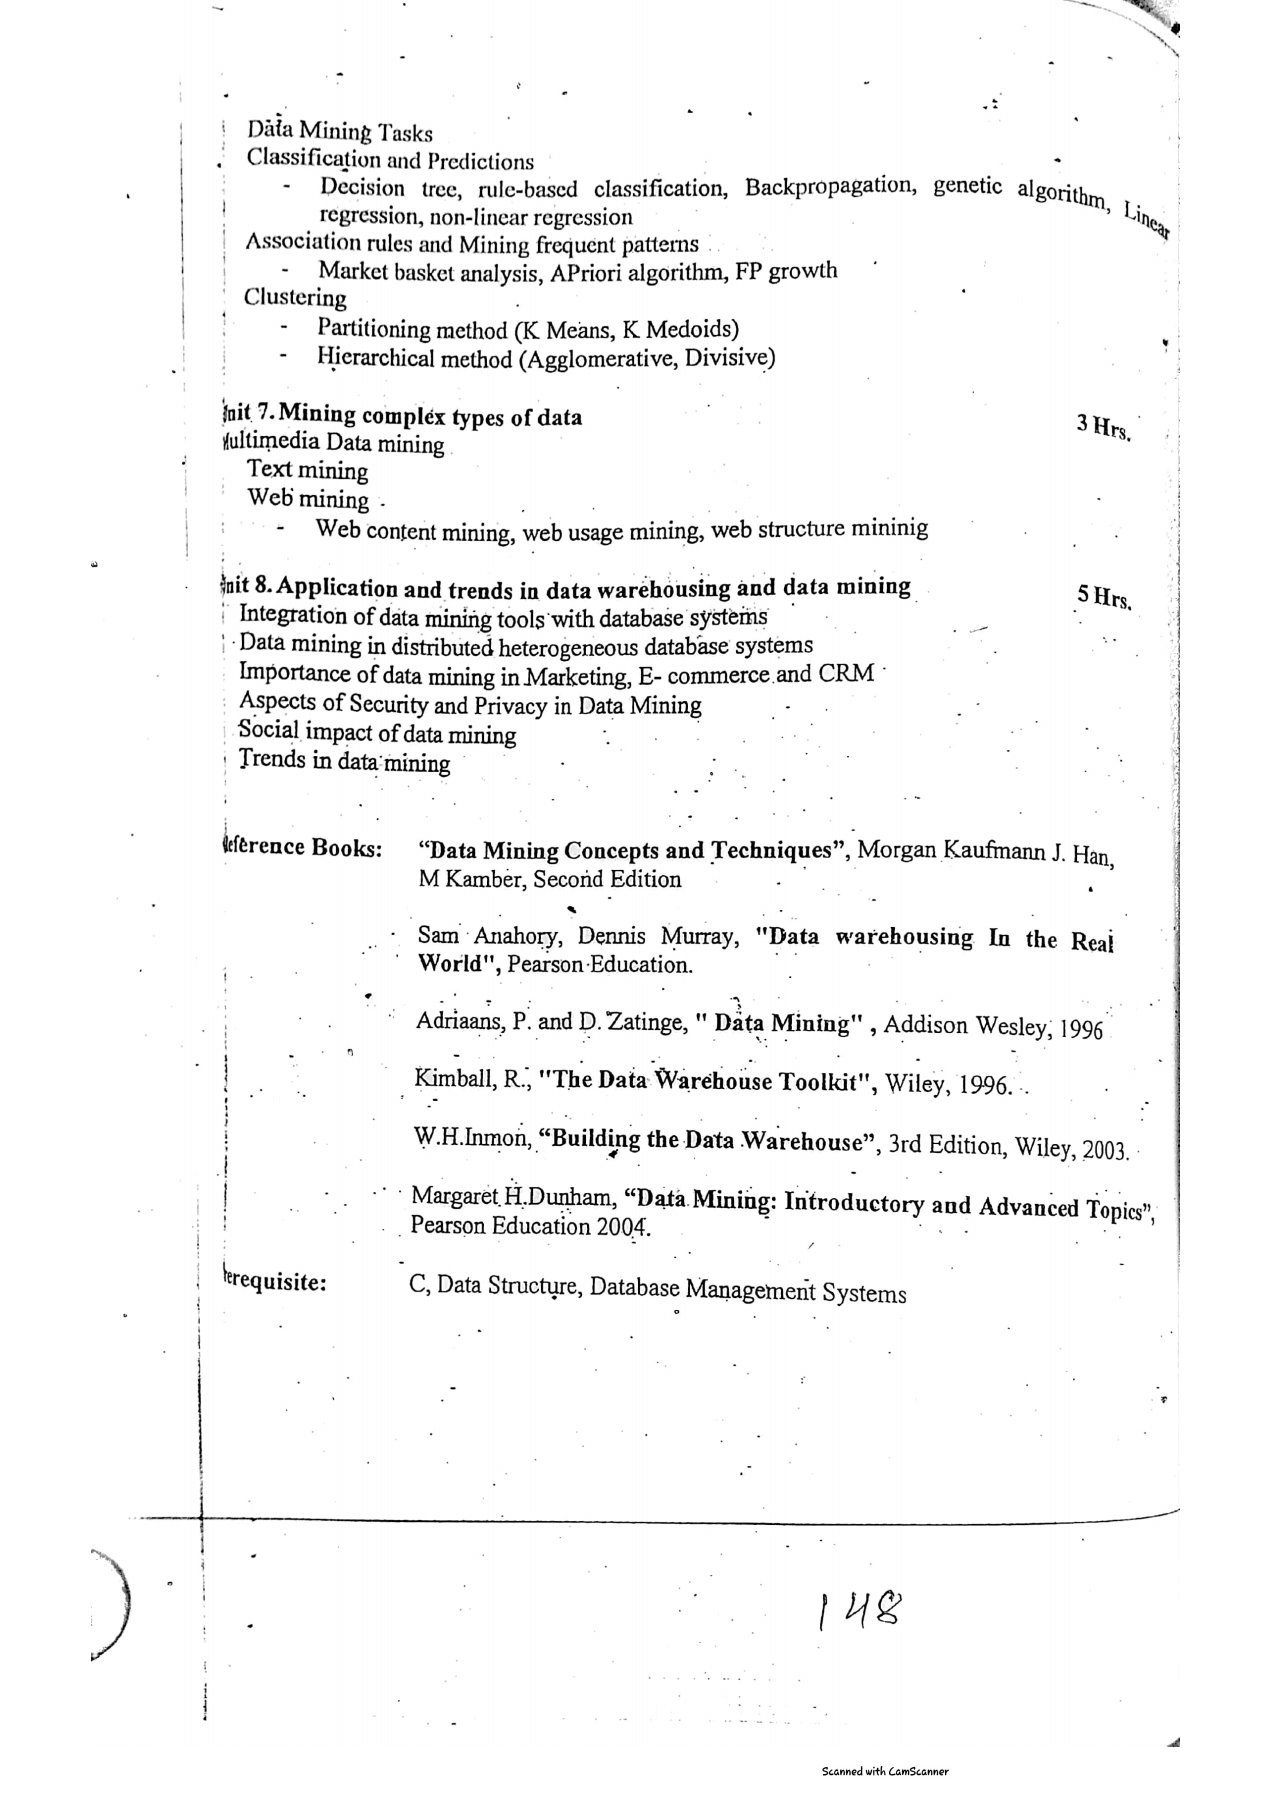 Data Mining Tasks
Classification and Predictions
- Decision tree, rule-based classification, Backpropagation, genetic algorithm, Linear
regression, non-linear regression
Association rules and Mining frequent patterns
- Market basket analysis, APriori algorithm, FP growth
Clustering
- Partitioning method (K Means, K Medoids)
- Hierarchical method (Agglomerative, Divisive)
nit 7. Mining complex types of data 3 Hrs.
ultimedia Data mining
Text mining
Web mining
- Web content mining, web usage mining, web structure mininig
nit 8. Application and trends in data warehousing and data mining 5 Hrs.
Integration of data mining tools with database systems
Data mining in distributed heterogeneous database systems
Importance of data mining in Marketing, E- commerce and CRM
Aspects of Security and Privacy in Data Mining
Social impact of data mining
Trends in data mining
eference Books: “Data Mining Concepts and Techniques”, Morgan Kaufmann J. Han,
M Kamber, Second Edition
Sam Anahory, Dennis Murray, "Data warehousing In the Real
World", Pearson Education.
Adriaans, P. and D. Zatinge, " Data Mining" , Addison Wesley, 1996
Kimball, R., "The Data Warehouse Toolkit", Wiley, 1996.
W.H.Inmon, “Building the Data Warehouse”, 3rd Edition, Wiley, 2003.
Margaret H.Dunham, “Data Mining: Introductory and Advanced Topics”,
Pearson Education 2004.
rerequisite: C, Data Structure, Database Management Systems
148
Scanned with CamScanner